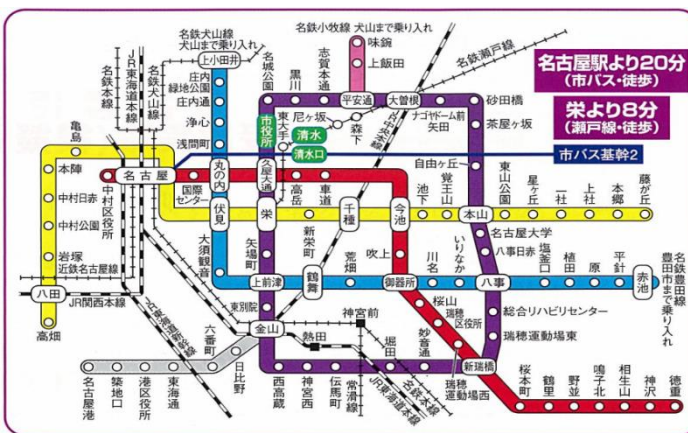 名鉄犬山線
犬山まで乗り入れ
名鉄小牧線 犬山まで乗り入れ
味鋺
上飯田
名鉄瀬戸線
名古屋駅より20分
(市バス・徒歩)
栄より8分
(瀬戸線・徒歩)
市バス基幹2
JR東海道本線
名鉄本線
名鉄犬山線
上小田井
庄内
緑地公園
庄内通
浄心
浅間町
丸の内
名城公園
黒川
志賀本通
平安通
大曽根
尼ヶ坂
森下
東大手
清水
清水口
市役所
久屋大通
JR中央本線
ナゴヤドーム前
矢田
砂田橋
茶屋ヶ坂
自由ヶ丘
亀島
本陣
中村日赤
中村公園
岩塚
近鉄名古屋線
八田
JR関西本線
高畑
中村区役所
名古屋
国際
センター
伏見
栄
高岳
車道
新栄町
千種
今池
池下
覚王山
本山
東山公園
星ヶ丘
一社
上社
本郷
藤が丘
大須観音
矢場町
上前津
鶴舞
荒畑
吹上
御器所
川名
いりなか
八事
名古屋大学
八事日赤
塩釜口
植田
原
平針
赤池
名鉄豊田線
豊田市まで乗り入れ
総合リハビリセンター
瑞穂運動場東
新瑞橋
桜山
瑞穂
区役所
瑞穂
運動場西
妙音通
堀田
神宮前
熱田
東別院
金山
JR東海道新幹線
六番町
日比野
東海通
港区役所
築地口
名古屋港
西高蔵
神宮西
伝馬町
常滑線
JR東海道本線
名鉄本線
桜本町
鶴里
野並
鳴子北
相生山
神沢
徳重